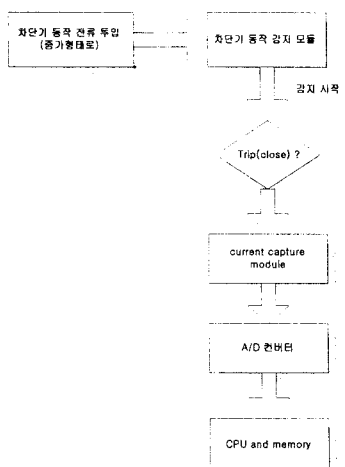 차단기 동작 전류 투입
(증가형태로)
차단기 동작 감지 모듈
감지 시작
Trip(close) ?
current capture
module
A/D 컨버터
CPU and memory